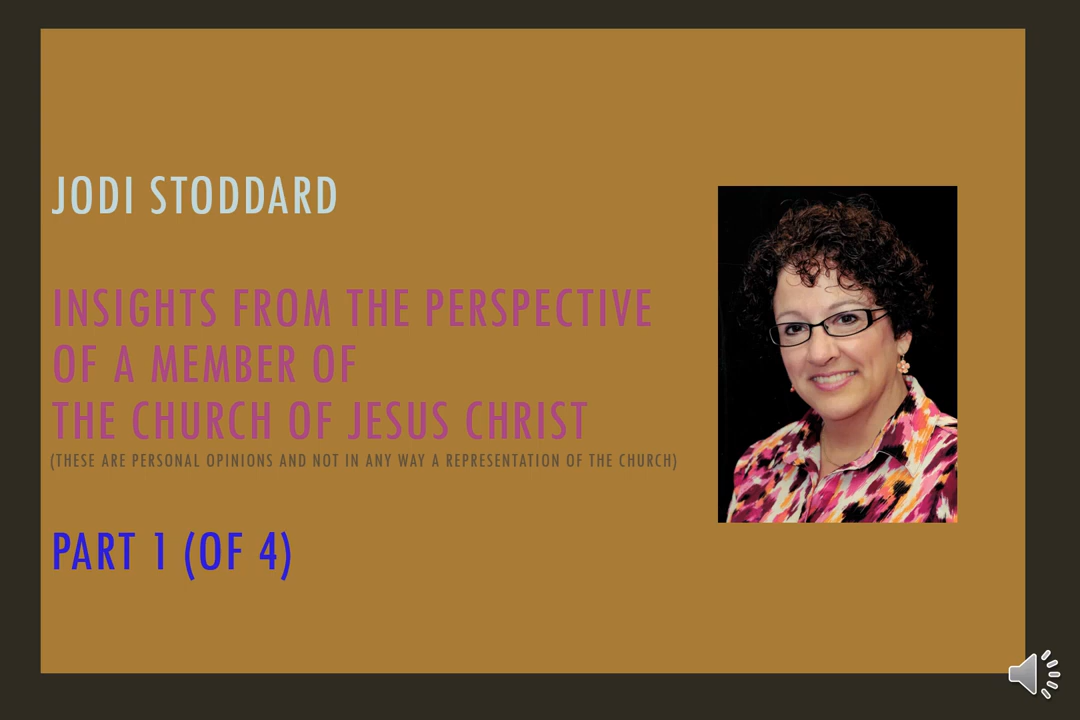 JODI STODDARD
INSIGHTS FROM THE PERSPECTIVE
OF A MEMBER OF
THE CHURCH OF JESUS CHRIST
(THESE ARE PERSONAL OPINIONS AND NOT IN ANY WAY A REPRESENTATION OF THE CHURCH)
PART 1 (OF 4)